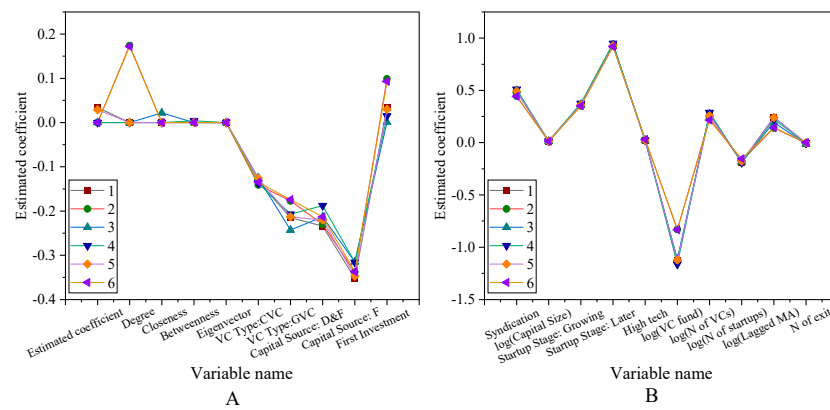 Estimated coefficient
0.2
0.1
0.0
-0.1
-0.2
-0.3
-0.4
1
2
3
4
5
6
Estimated coefficient
Degree
Closeness
Betweenness
Eigenvector
VC Type:CVC
VC Type:GVC
Capital Source: D&F
Capital Source: F
First Investment
Variable name
A
Estimated coefficient
1.0
0.5
0.0
-0.5
-1.0
-1.5
1
2
3
4
5
6
Syndication
log(Capital Size)
Startup Stage: Growing
Startup Stage: Later
High tech
log(VC fund)
log(N of VCs)
log(N of startups)
log(Lagged MA)
N of exit
Variable name
B